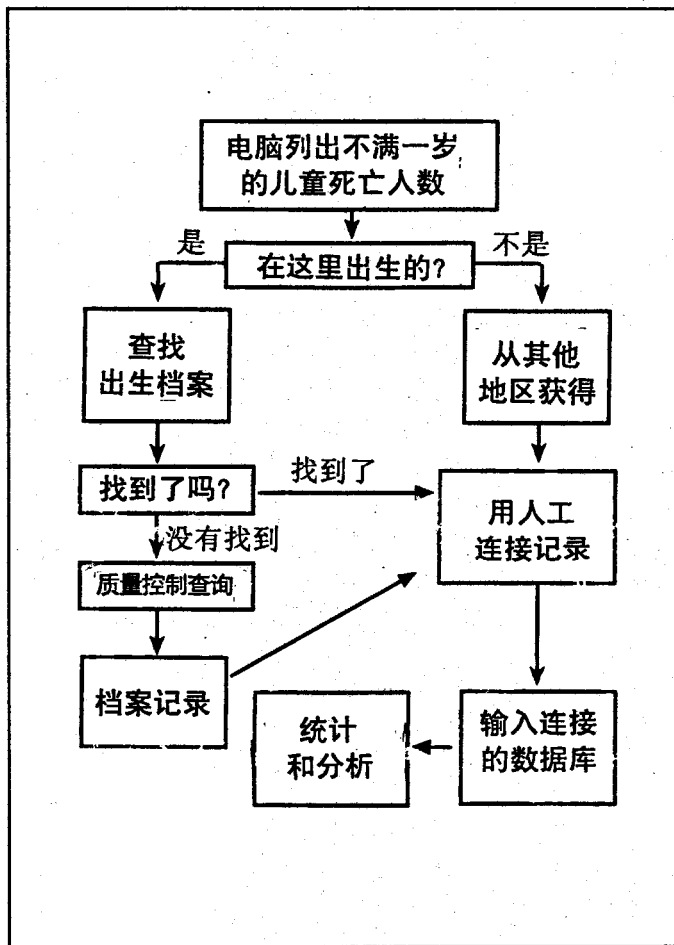 电脑列出不满一岁
的儿童死亡人数
是
不是
在这里出生的?
查找
出生档案
从其他
地区获得
找到了吗?
找到了
用人工
连接记录
没有找到
质量控制查询
档案记录
统计
和分析
输入连接
的数据库